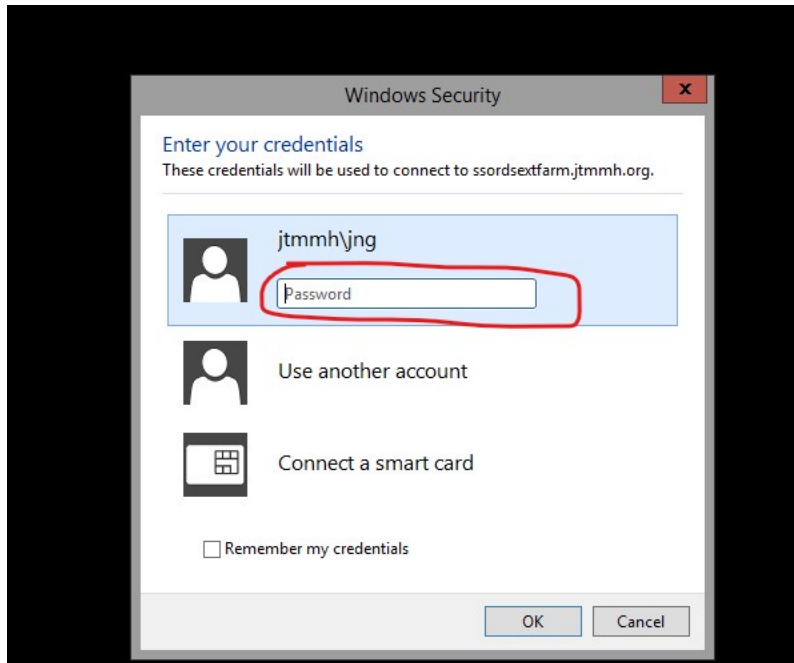 Windows Security
x
Enter your credentials
These credentials will be used to connect to ssordsextfarm.jtmmh.org.
jtmmh\jng
Password
Use another account
Connect a smart card
Remember my credentials
OK
Cancel